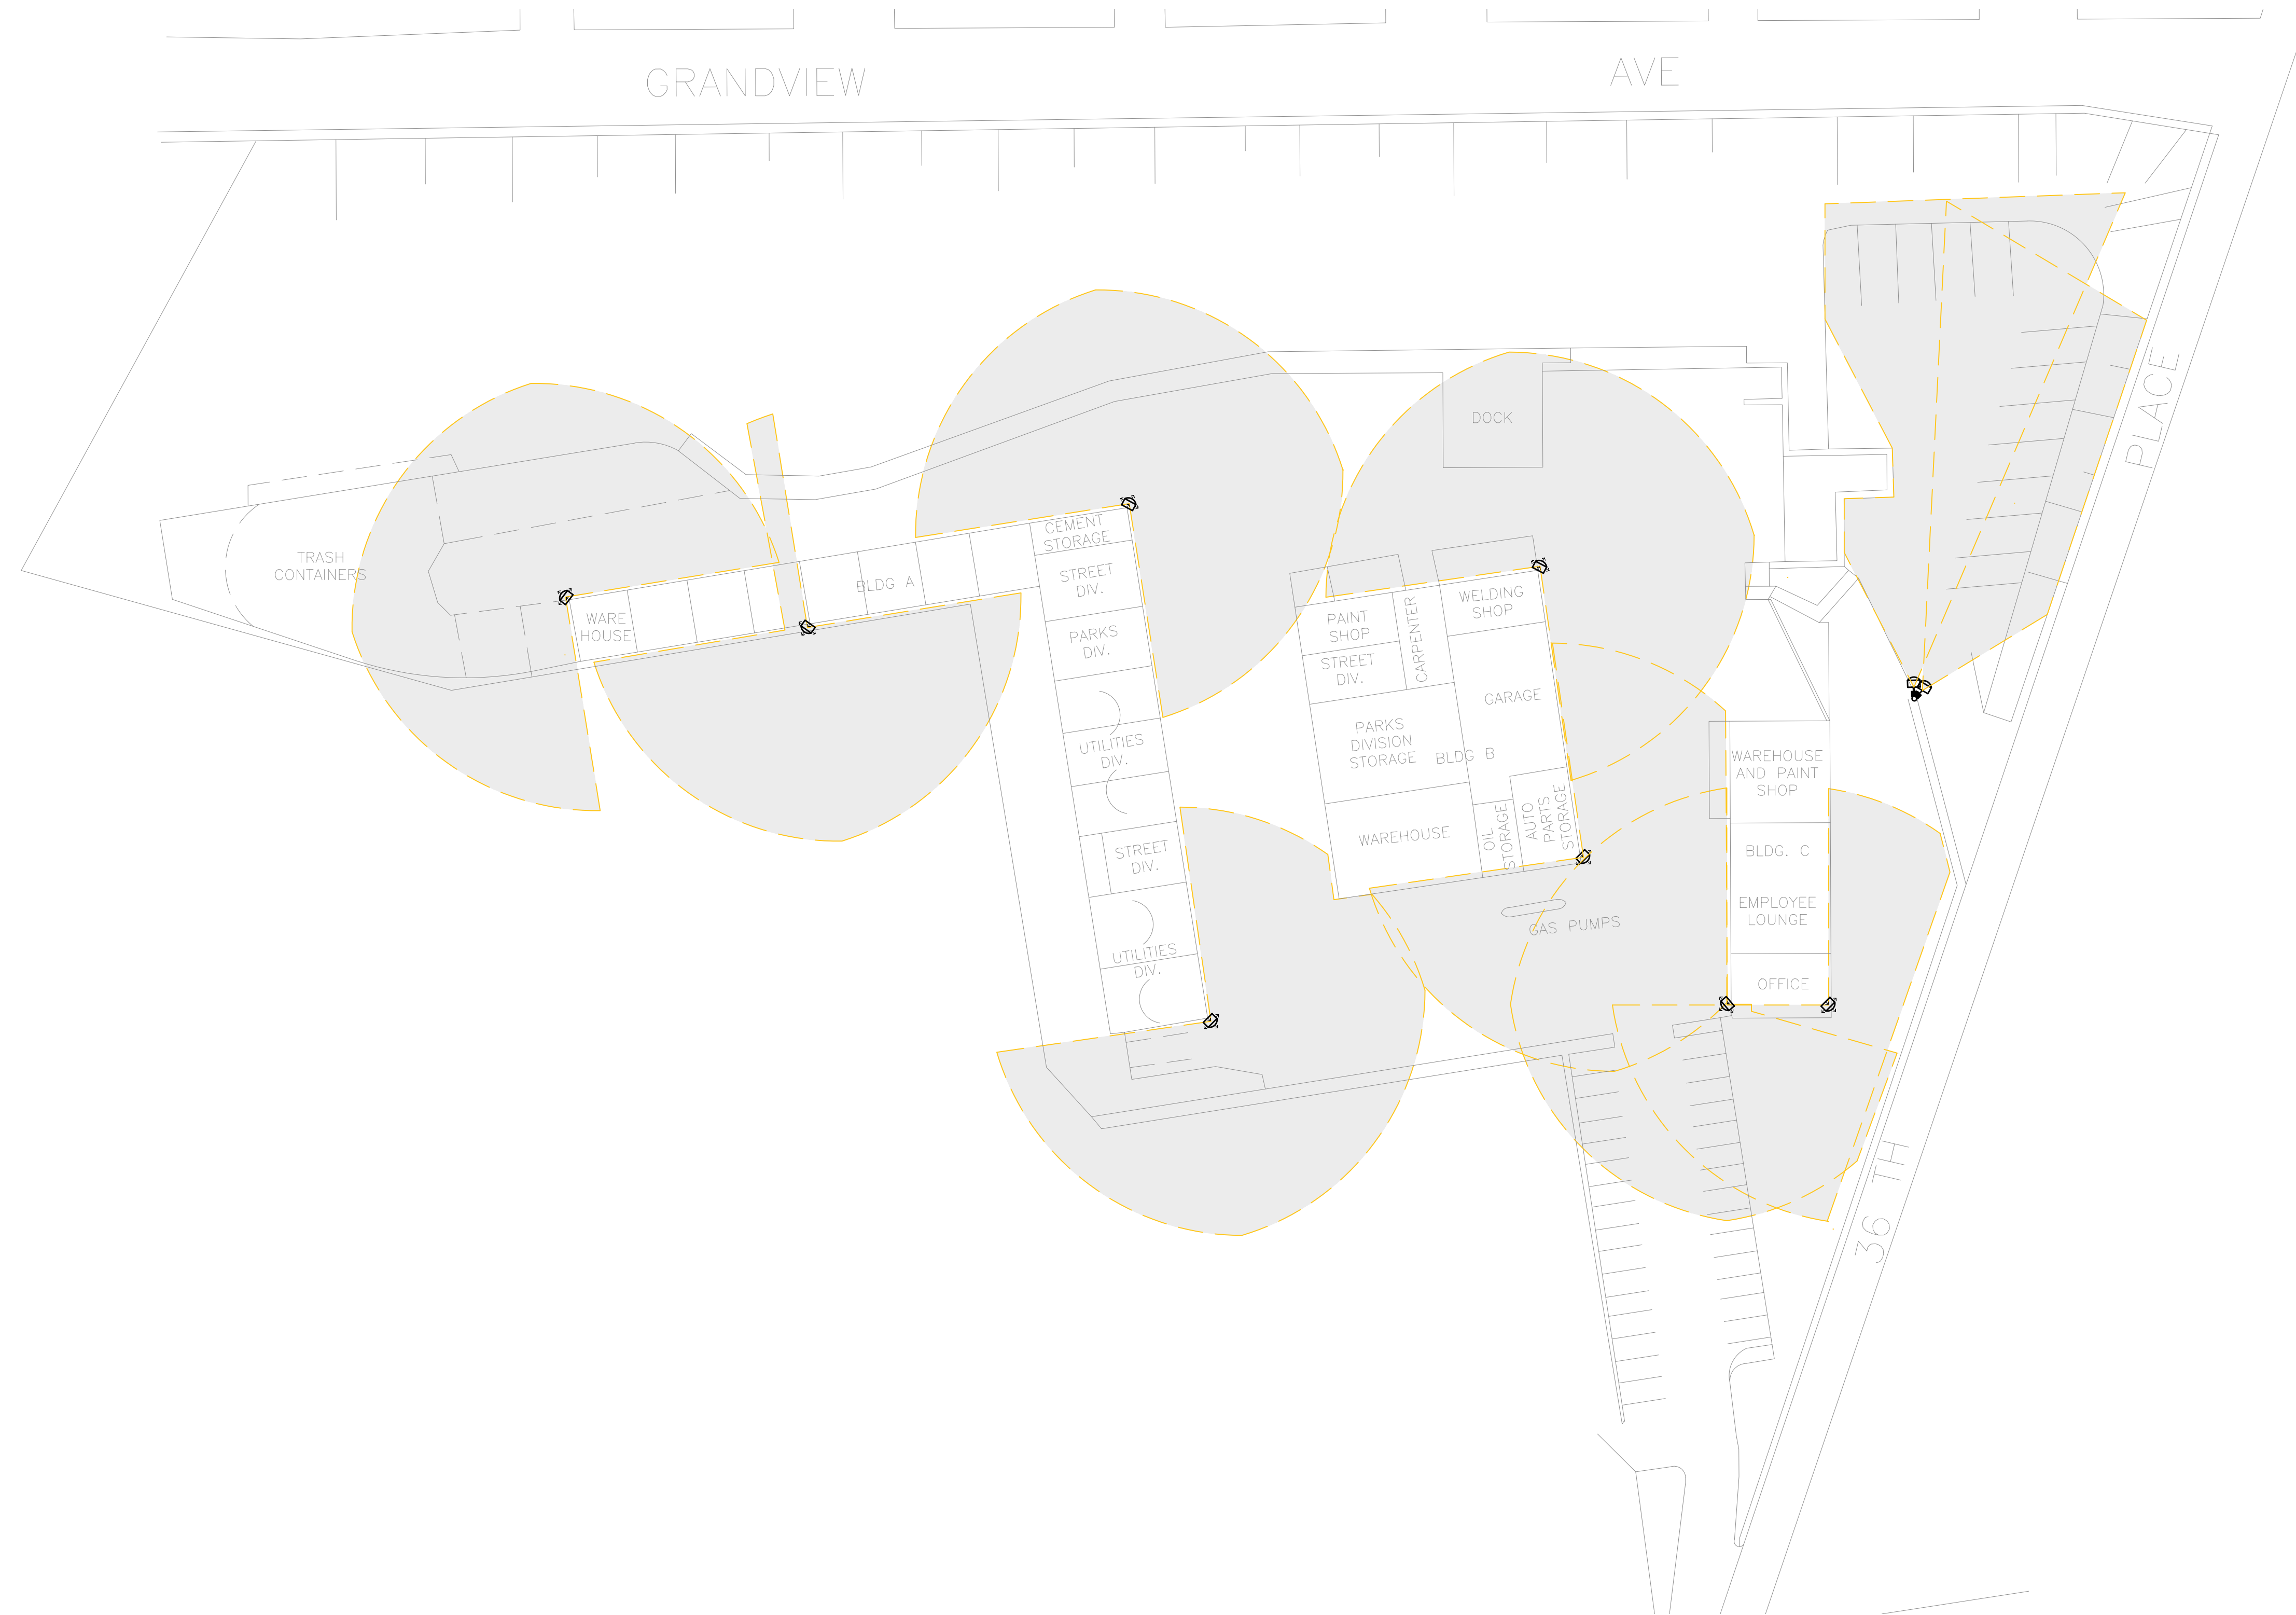 GRANDVIEW AVE
PLACE
36 TH
TRASH
CONTAINERS
WARE
HOUSE
BLDG A
CEMENT
STORAGE
STREET
DIV.
PARKS
DIV.
UTILITIES
DIV.
STREET
DIV.
UTILITIES
DIV.
DOCK
PAINT
SHOP
CARPENTER
WELDING
SHOP
STREET
DIV.
GARAGE
PARKS
DIVISION
STORAGE
BLDG B
WAREHOUSE
OIL
STORAGE
AUTO
PARTS
STORAGE
GAS PUMPS
WAREHOUSE
AND PAINT
SHOP
BLDG. C
EMPLOYEE
LOUNGE
OFFICE